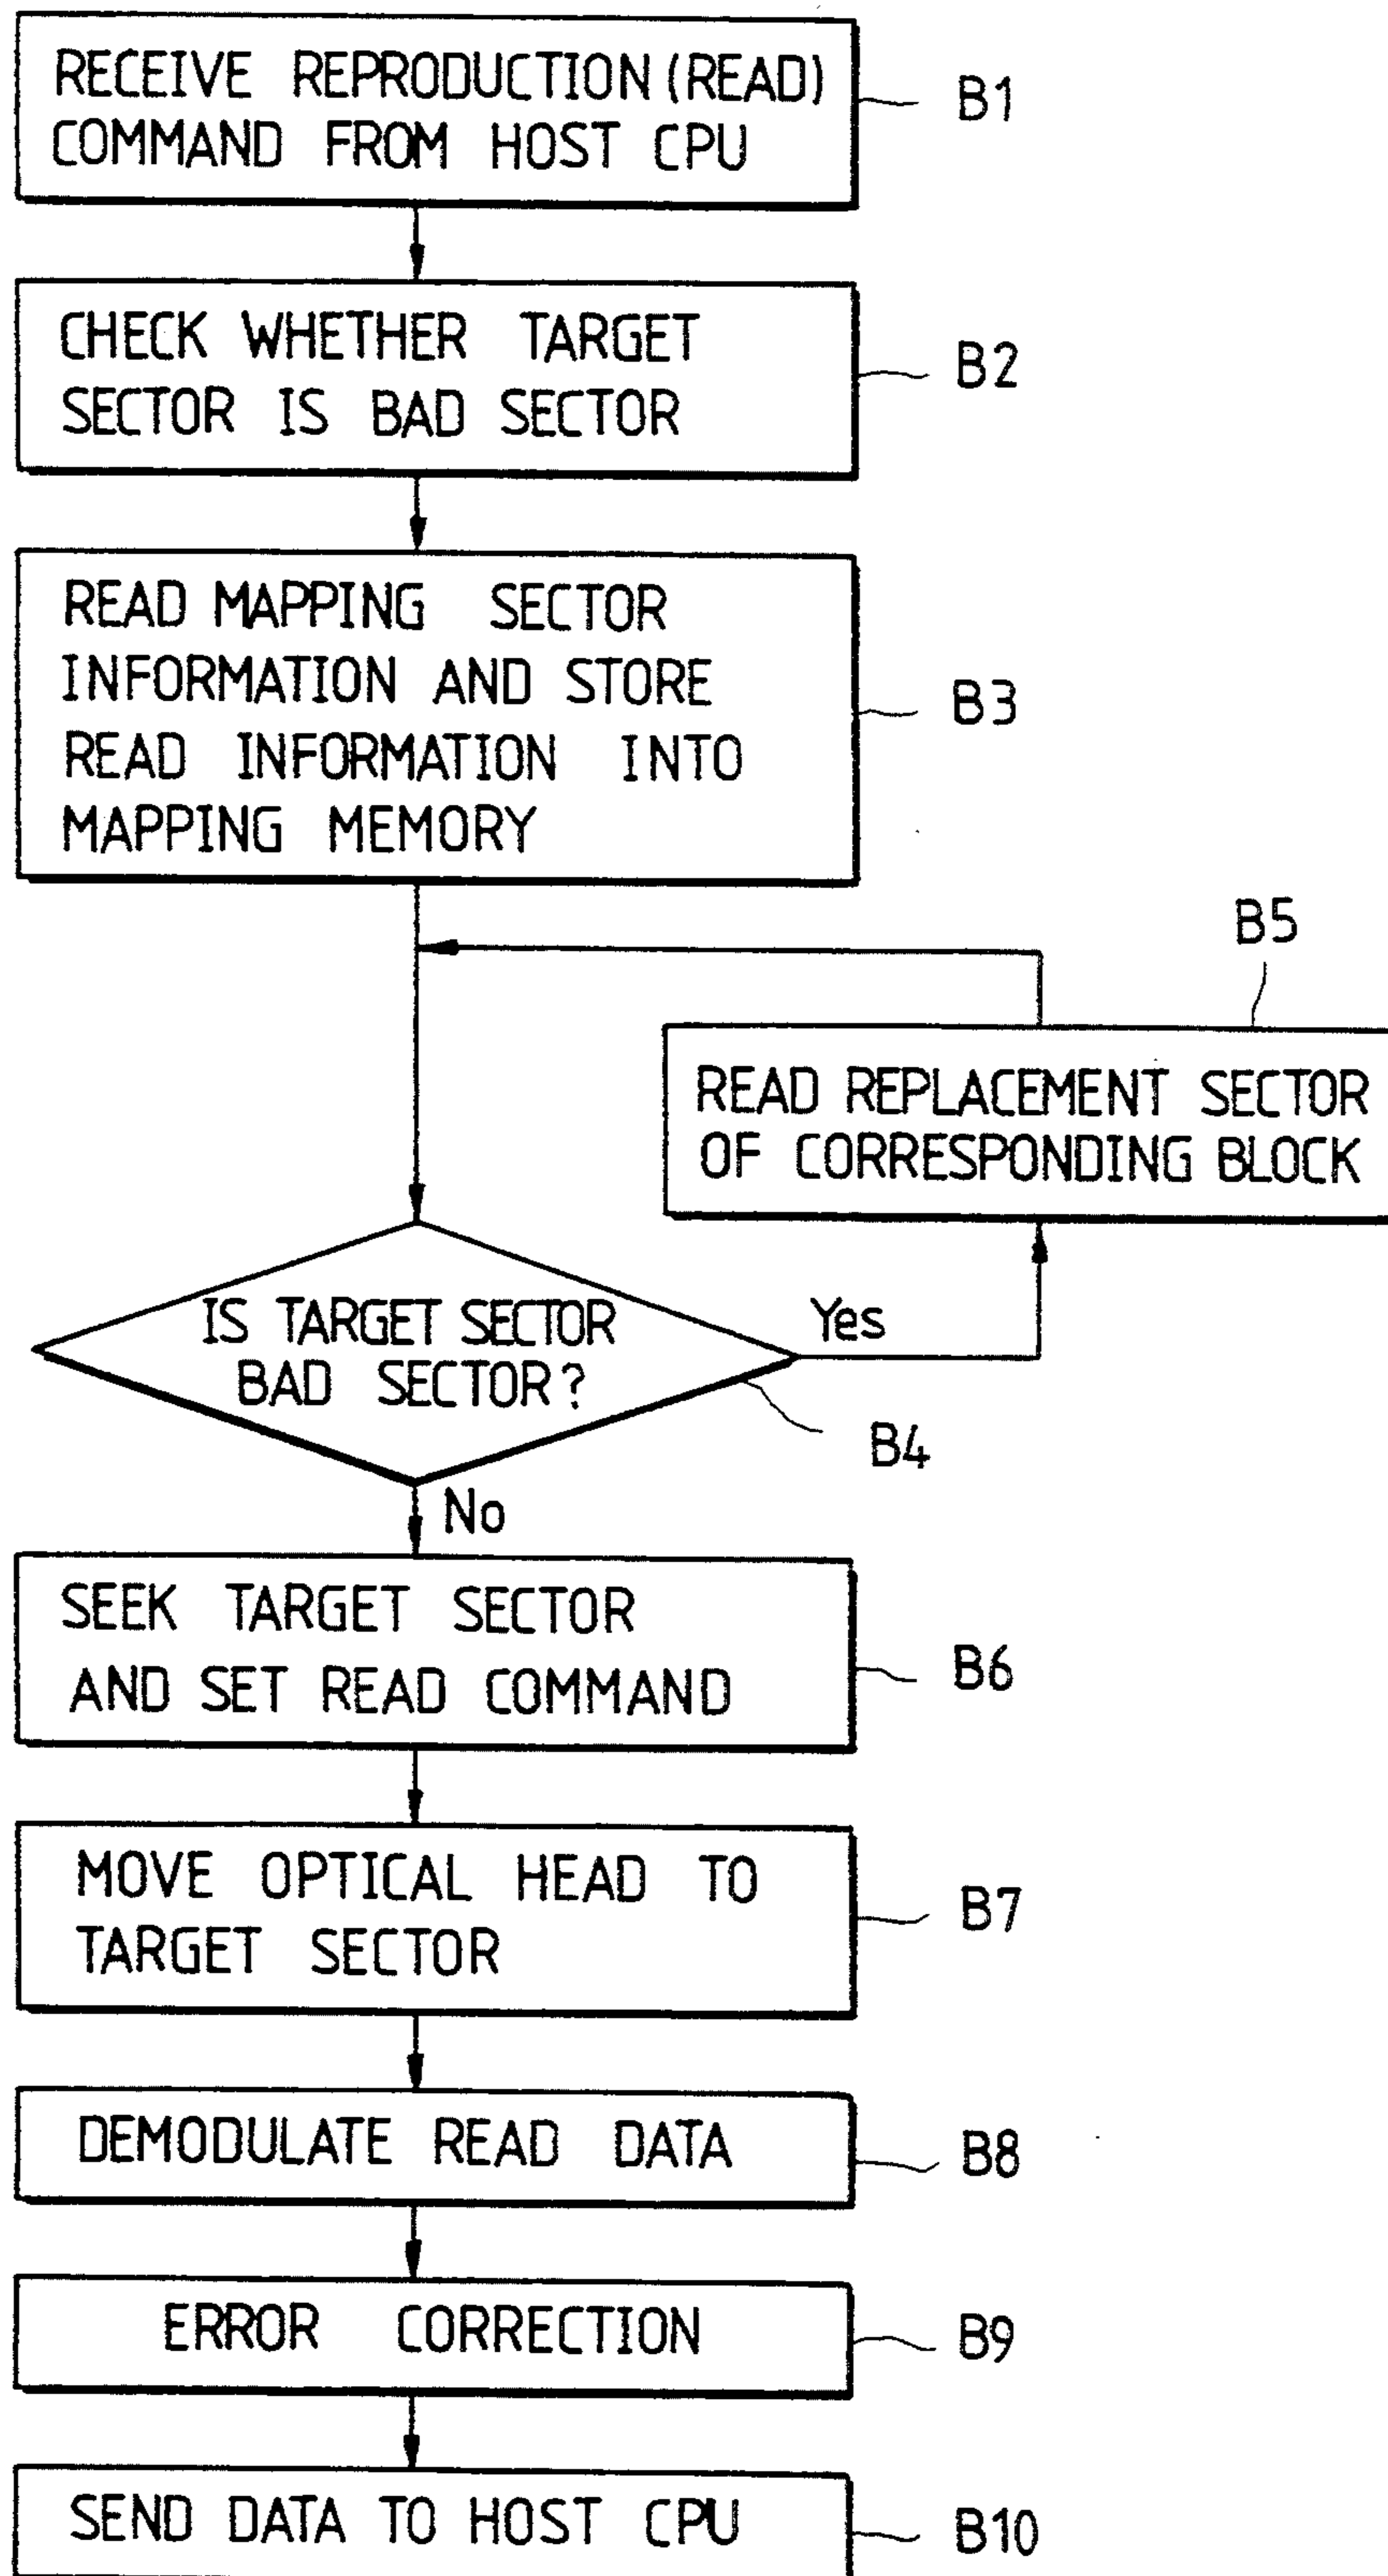 RECEIVE REPRODUCTION (READ)
COMMAND FROM HOST CPU
B1
CHECK WHETHER TARGET
SECTOR IS BAD SECTOR
B2
READ MAPPING SECTOR
INFORMATION AND STORE
READ INFORMATION INTO
MAPPING MEMORY
B3
B5
READ REPLACEMENT SECTOR
OF CORRESPONDING BLOCK
IS TARGET SECTOR
BAD SECTOR?
Yes
B4
No
SEEK TARGET SECTOR
AND SET READ COMMAND
B6
MOVE OPTICAL HEAD TO
TARGET SECTOR
B7
DEMODULATE READ DATA
B8
ERROR CORRECTION
B9
SEND DATA TO HOST CPU
B10